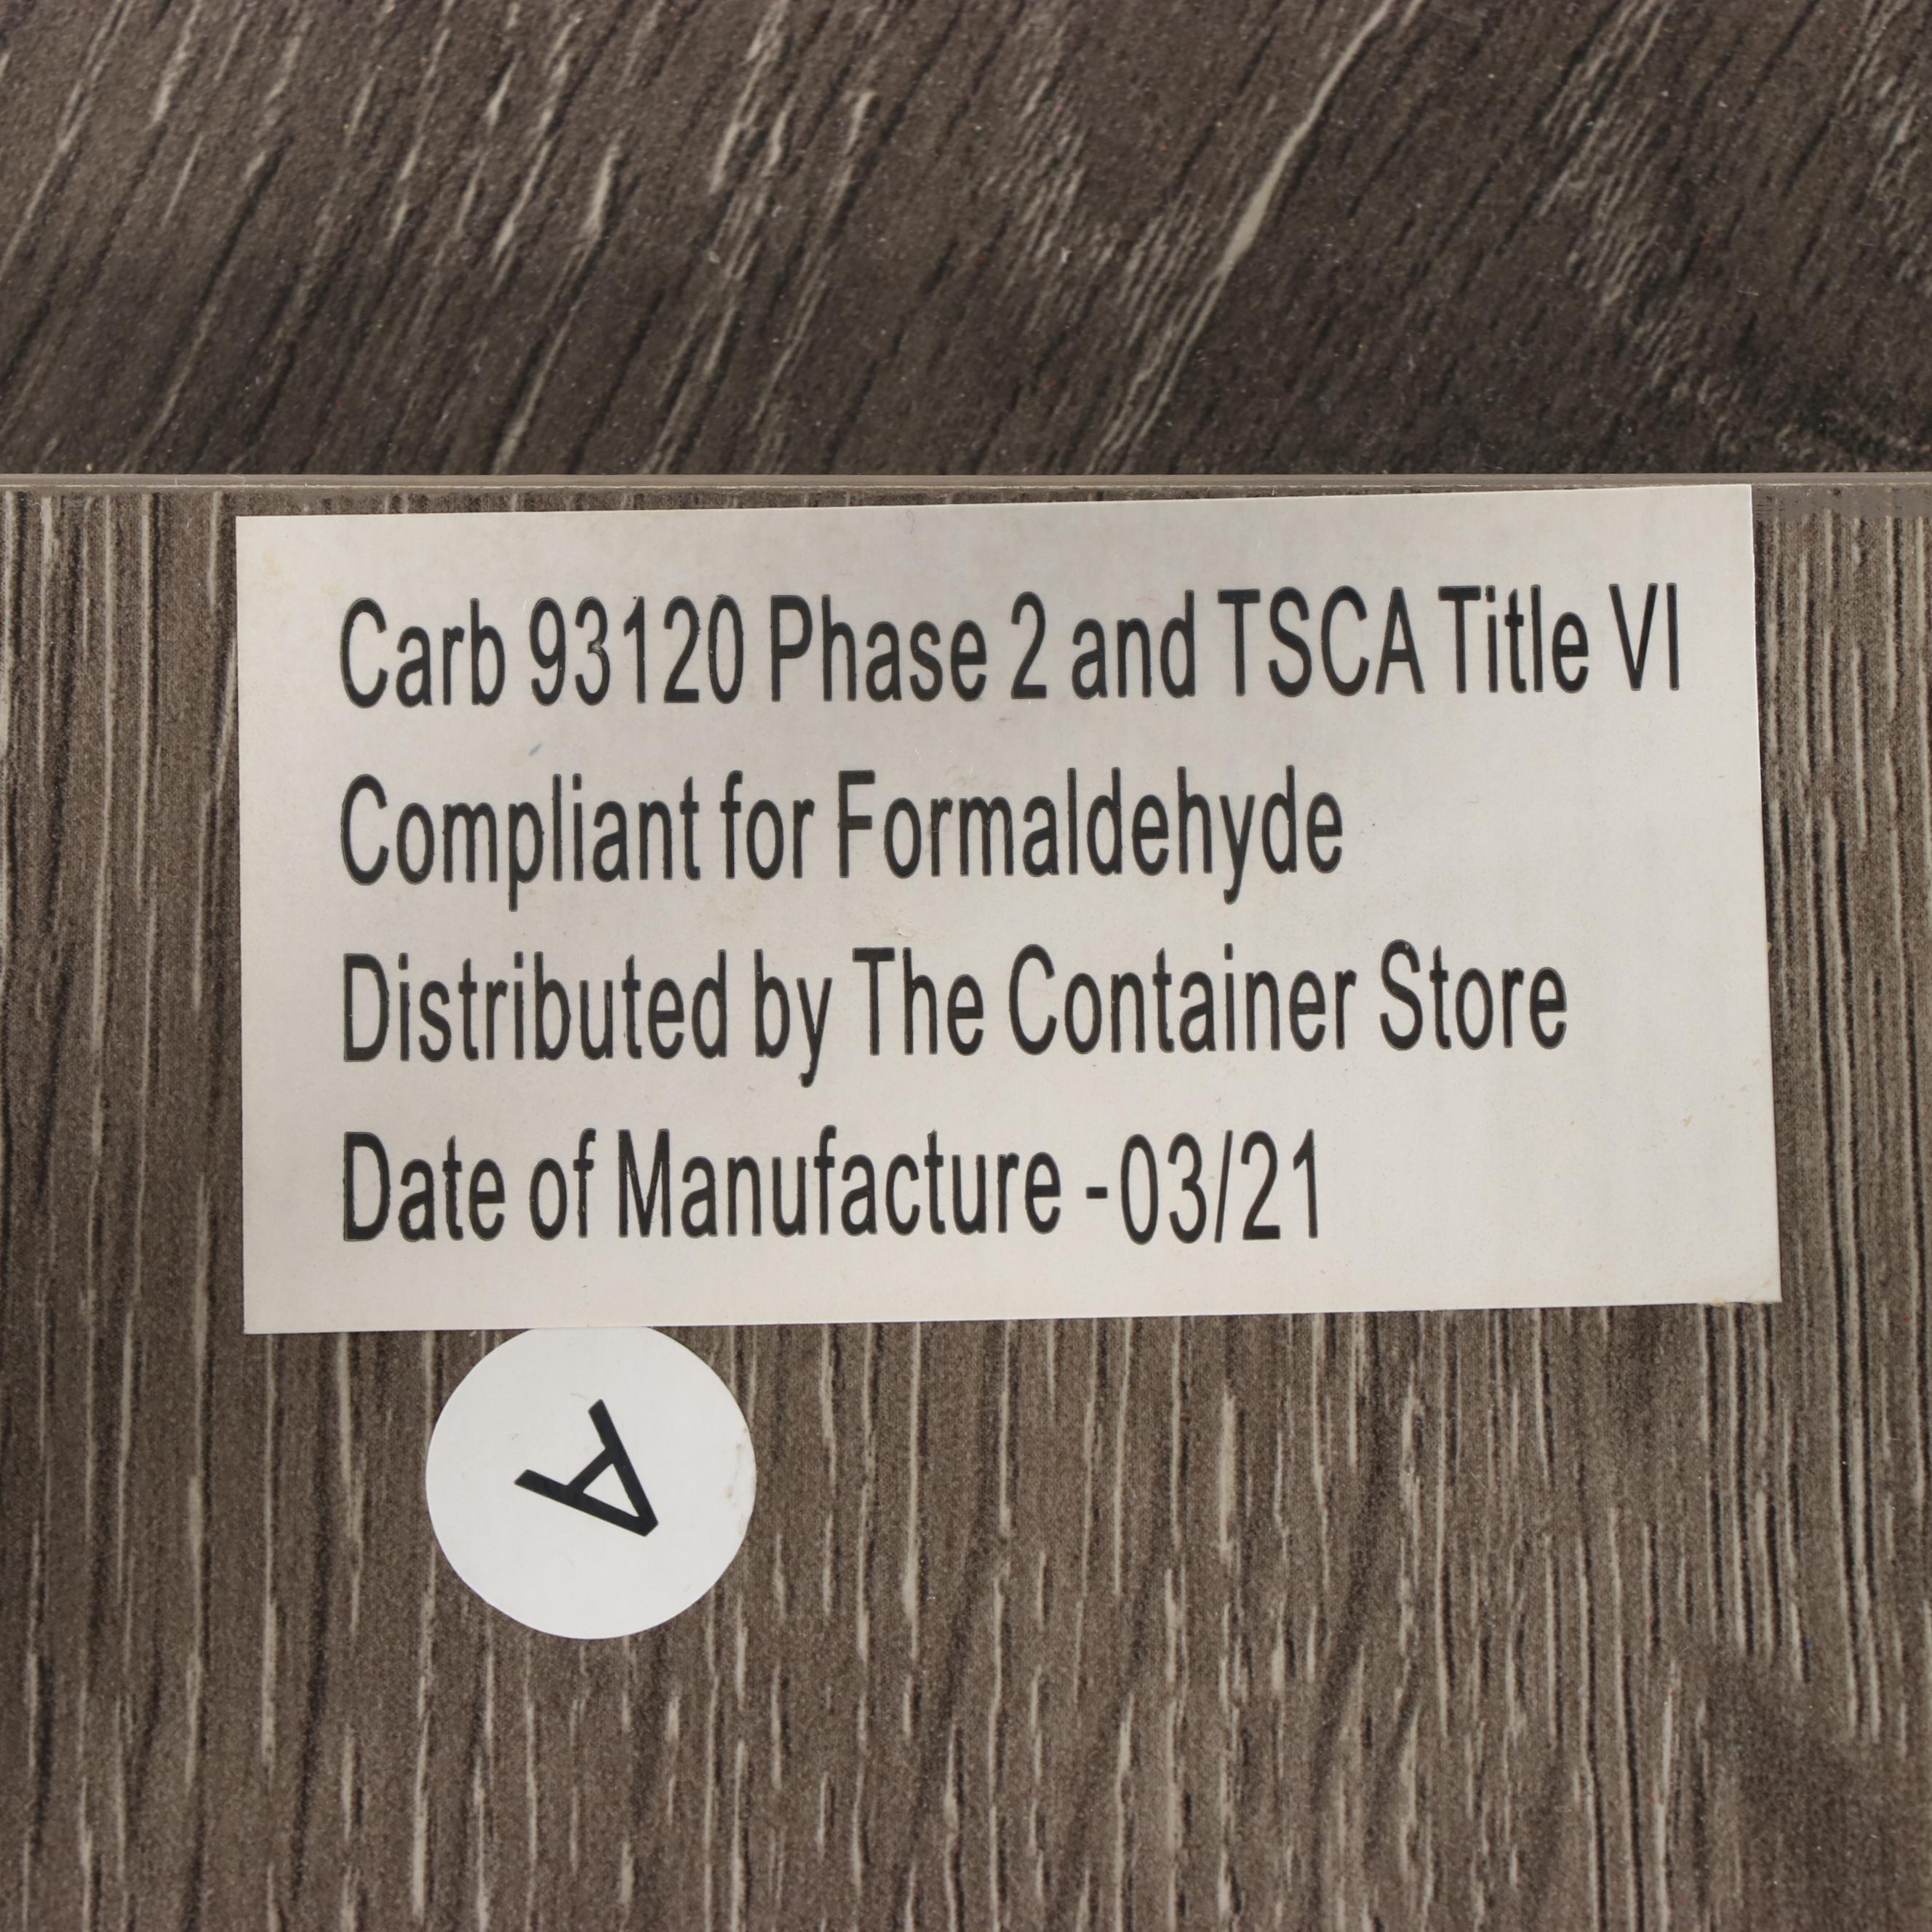 Carb 93120 Phase 2 and TSCA Title VI
Compliant for Formaldehyde
Distributed by The Container Store
Date of Manufacture -03/21
A